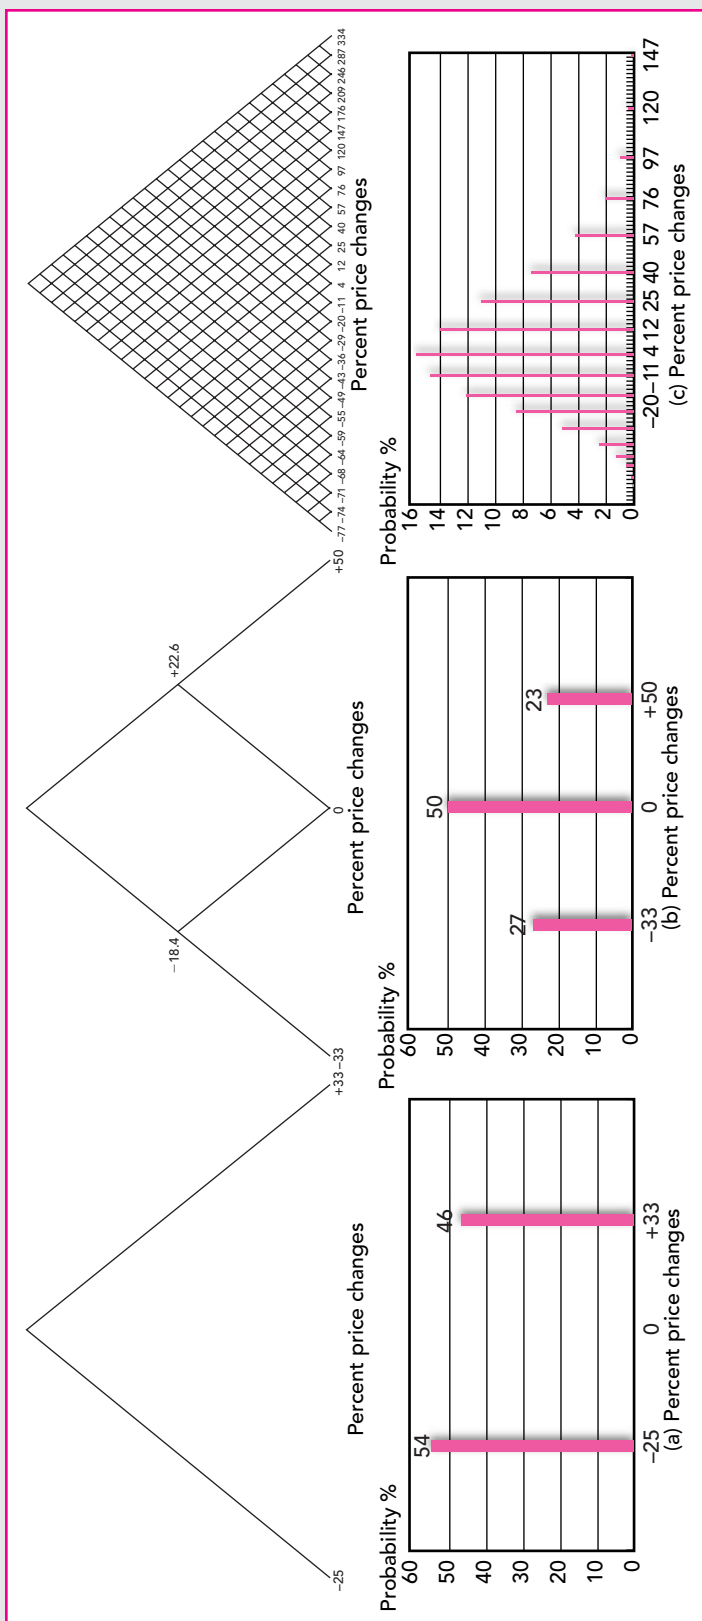 –25 +33
Percent price changes
Probability %
60
50
40
30
20
10
0
54
46
–25 0 +33
(a) Percent price changes
–18.4 +22.6
–33 0 +50
Percent price changes
Probability %
60
50
40
30
20
10
0
27
50
23
–33 0 +50
(b) Percent price changes
–77 –74 –71 –68 –64 –59 –55 –49 –43 –36 –29 –20 –11 4 12 25 40 57 76 97 120 147 176 209 246 287 334
Percent price changes
Probability %
16
14
12
10
8
6
4
2
0
–20 –11 4 12 25 40 57 76 97 120 147
(c) Percent price changes